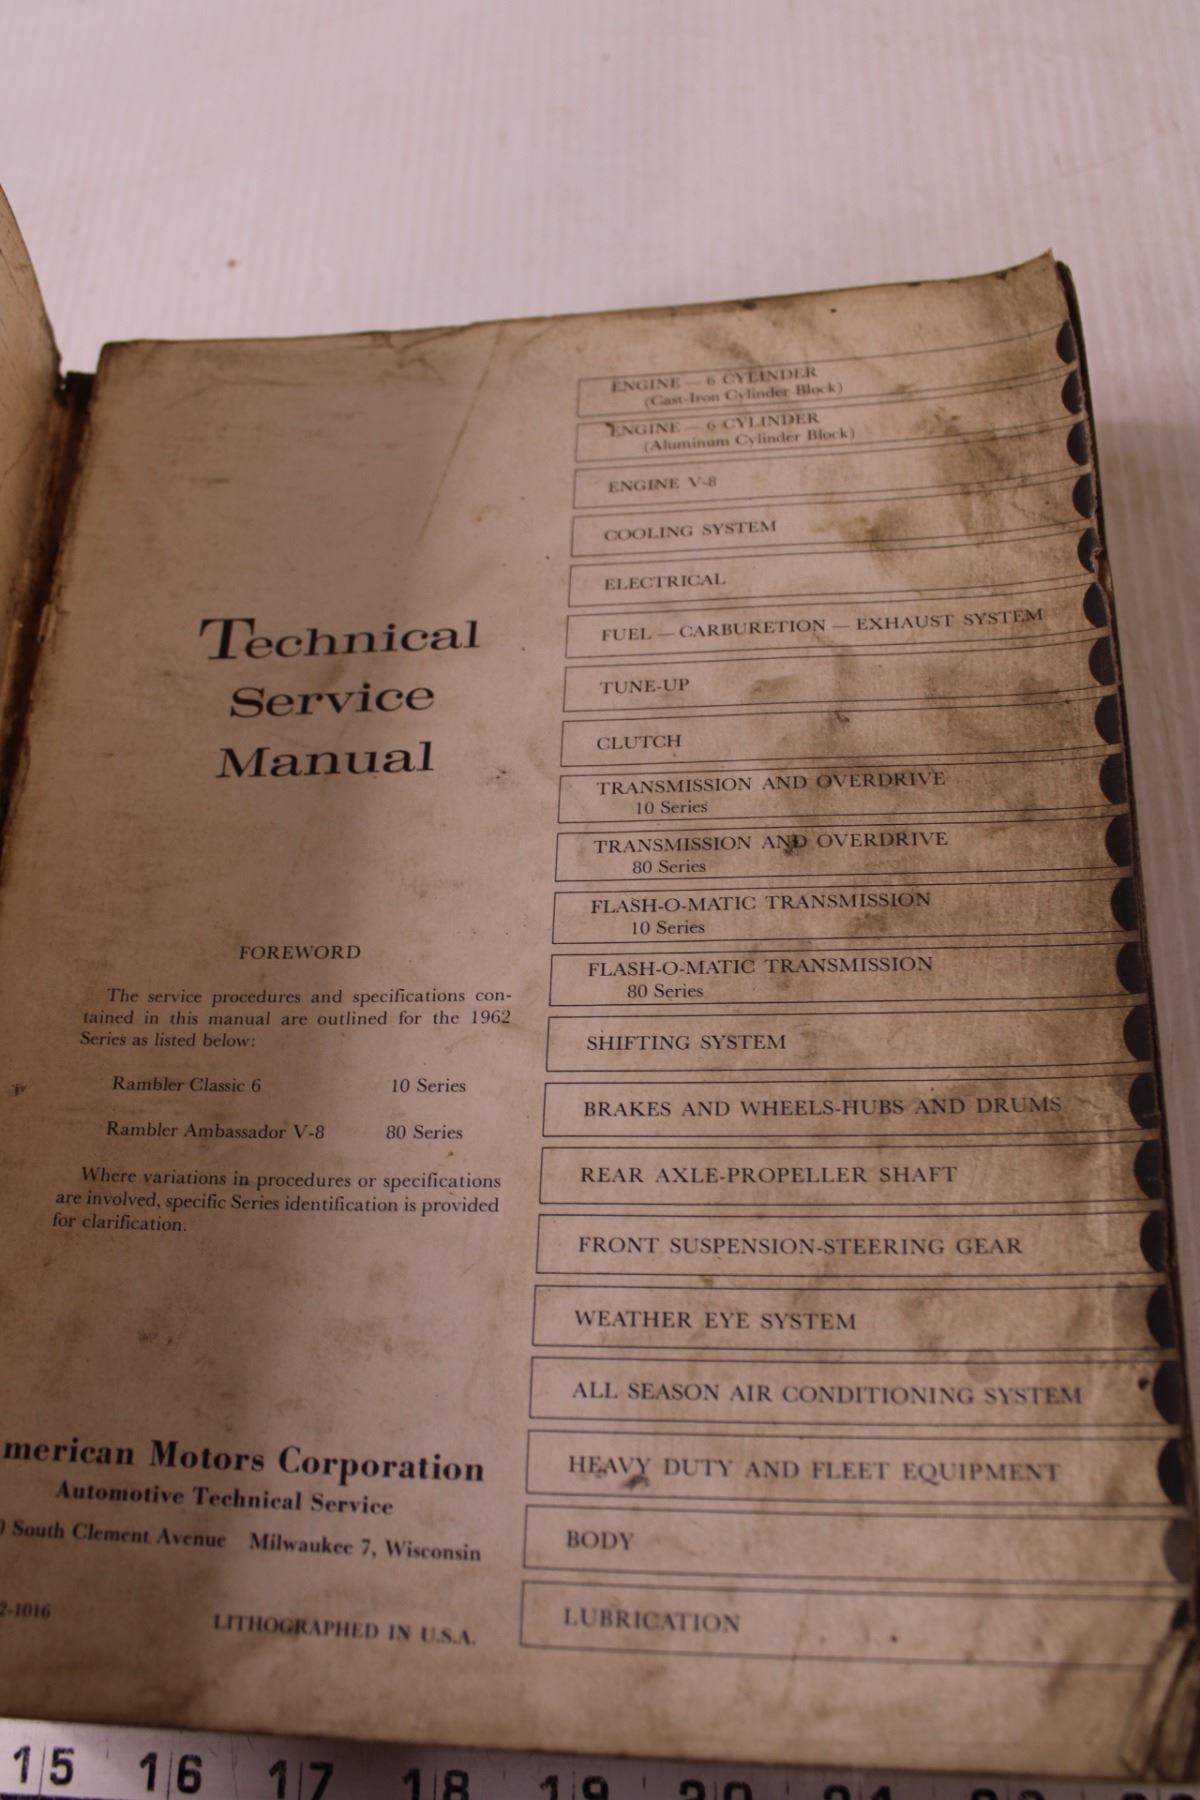 Technical
Service
Manual
FOREWORD
The service procedures and specifications con-
tained in this manual are outlined for the 1962
Series as listed below:
Rambler Classic 6 10 Series
Rambler Ambassador V-8 80 Series
Where variations in procedures or specifications
are involved, specific Series identification is provided
for clarification.
merican Motors Corporation
Automotive Technical Service
South Clement Avenue Milwaukee 7, Wisconsin
2-1016
LITHOGRAPHED IN U.S.A.
ENGINE — 6 CYLINDER
(Cast-Iron Cylinder Block)
ENGINE — 6 CYLINDER
(Aluminum Cylinder Block)
ENGINE V-8
COOLING SYSTEM
ELECTRICAL
FUEL — CARBURETION — EXHAUST SYSTEM
TUNE-UP
CLUTCH
TRANSMISSION AND OVERDRIVE
10 Series
TRANSMISSION AND OVERDRIVE
80 Series
FLASH-O-MATIC TRANSMISSION
10 Series
FLASH-O-MATIC TRANSMISSION
80 Series
SHIFTING SYSTEM
BRAKES AND WHEELS-HUBS AND DRUMS
REAR AXLE-PROPELLER SHAFT
FRONT SUSPENSION-STEERING GEAR
WEATHER EYE SYSTEM
ALL SEASON AIR CONDITIONING SYSTEM
HEAVY DUTY AND FLEET EQUIPMENT
BODY
LUBRICATION
15 16 17 18 19 20 21